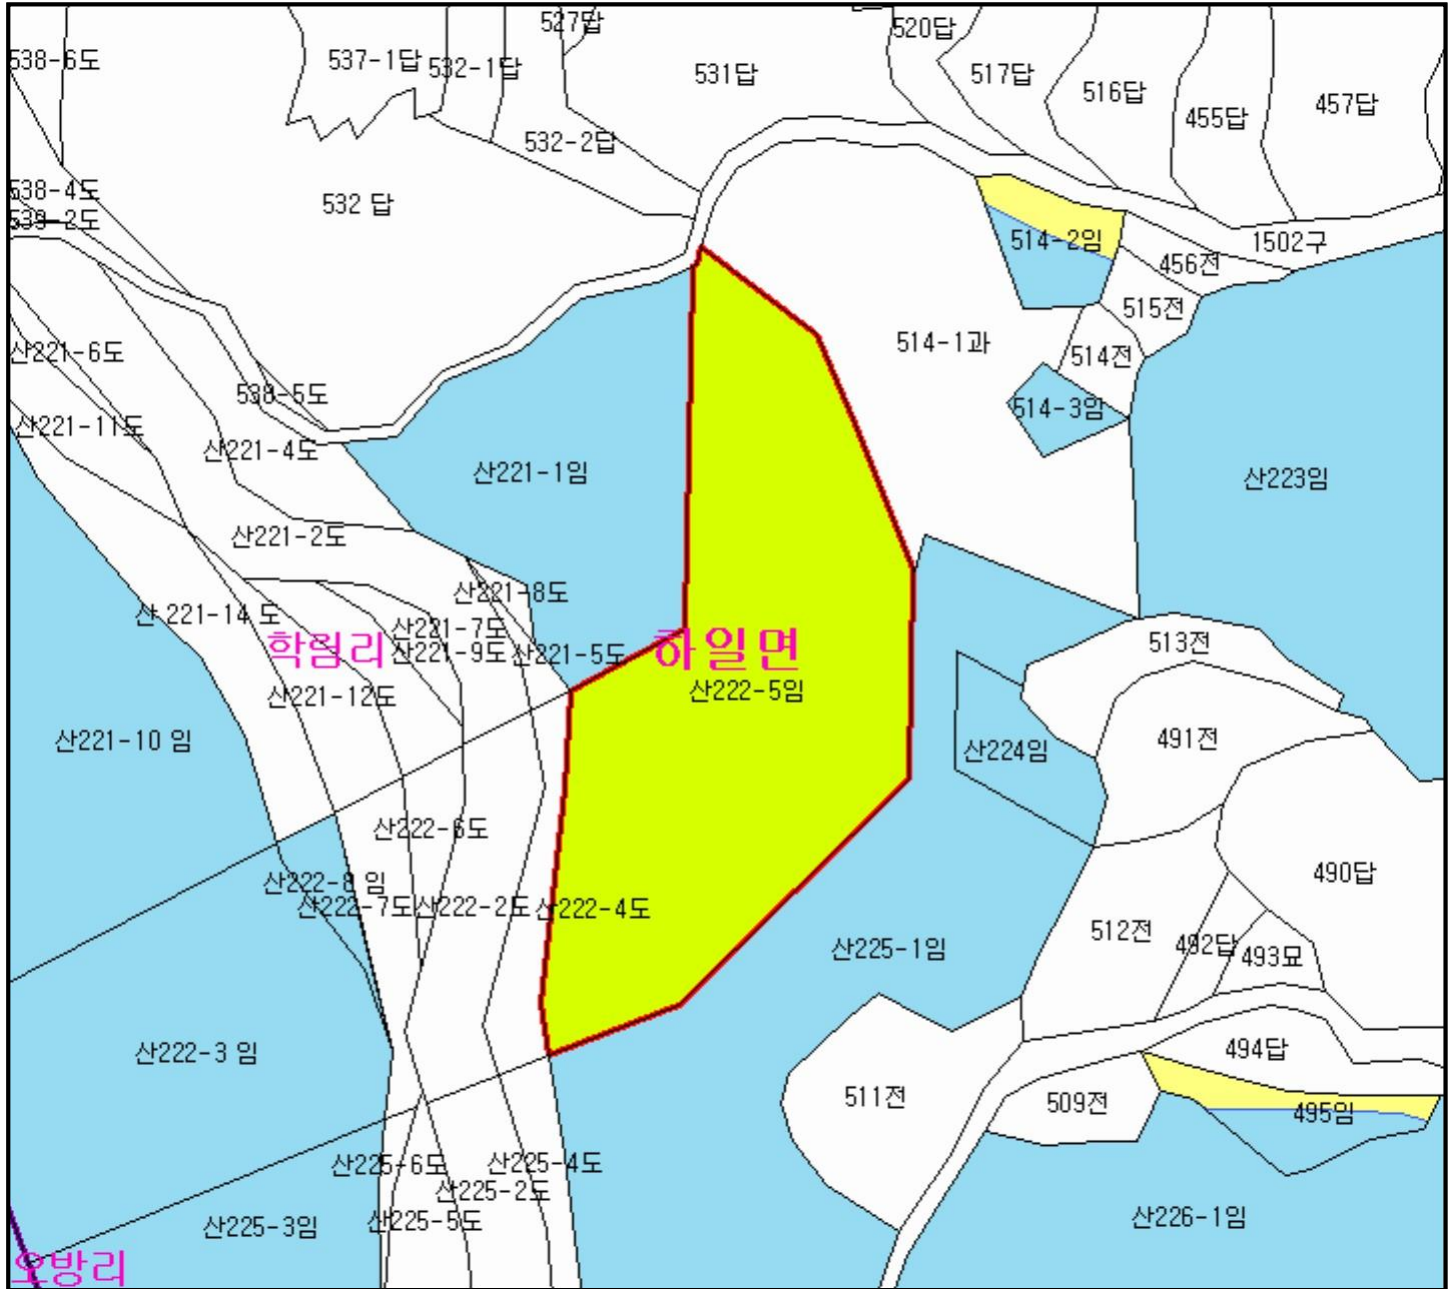 527답
520답
538-6도
537-1답
532-1답
531답
517답
516답
457답
455답
532-2답
538-4도
532 답
539-2도
514-2임
1502구
456전
515전
514-1과
산221-6도
514전
538-5도
514-3임
산221-11도
산221-4도
산221-1임
산223임
산221-2도
산221-8도
산 221-14 도
산221-7도
513전
학림리
하일면
산221-9도
산221-5도
산221-12도
산222-5임
491전
산221-10 임
산224임
산222-6도
490답
산222-8 임
산222-7도
산222-2도
산222-4도
512전
492답
산225-1임
493묘
산222-3 임
494답
511전
509전
495임
산225-6도
산225-4도
산225-2도
산225-3임
산225-5도
산226-1임
오방리